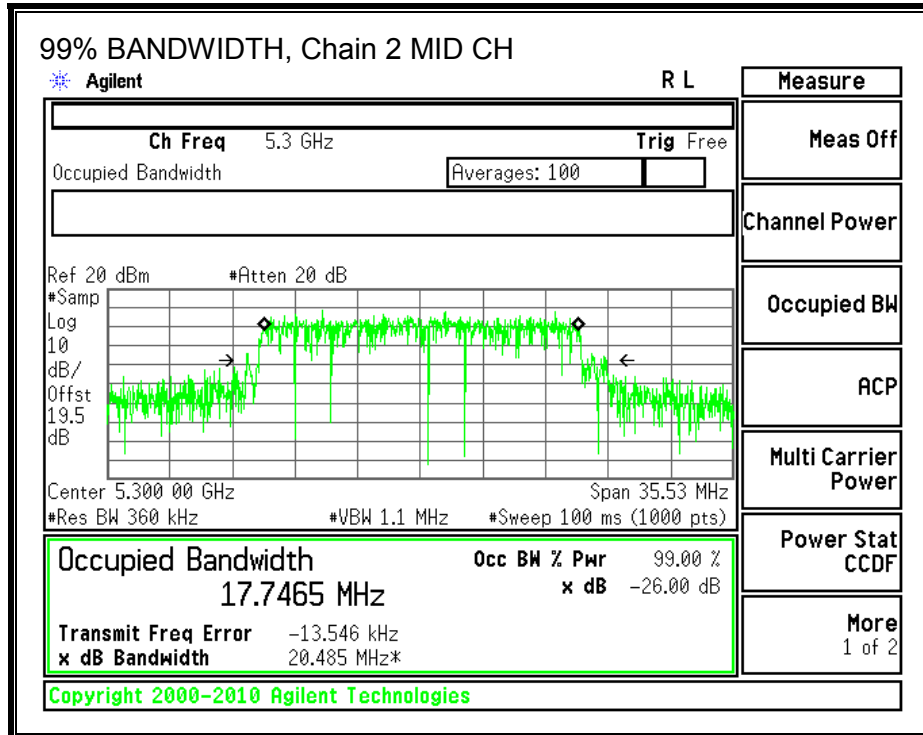 99% BANDWIDTH, Chain 2 MID CH
Agilent R L
Ch Freq 5.3 GHz Trig Free
Occupied Bandwidth Averages: 100
Ref 20 dBm #Atten 20 dB
#Samp
Log
10
dB/
Offst
19.5
dB
Center 5.300 00 GHz Span 35.53 MHz
#Res BW 360 kHz #VBW 1.1 MHz #Sweep 100 ms (1000 pts)
Occupied Bandwidth Occ BW % Pwr 99.00 %
17.7465 MHz x dB -26.00 dB
Transmit Freq Error -13.546 kHz
x dB Bandwidth 20.485 MHz*
Copyright 2000-2010 Agilent Technologies
Measure
Meas Off
Channel Power
Occupied BW
ACP
Multi Carrier
Power
Power Stat
CCDF
More
1 of 2